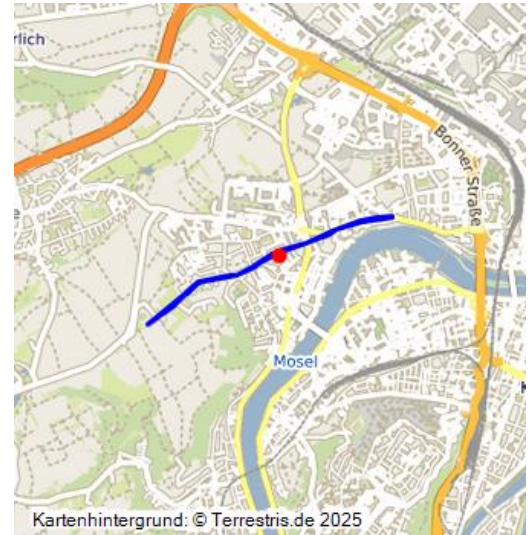 rlich
Bonner Straße
Mosel
K
Kartenhintergrund: © Terrestris.de 2025